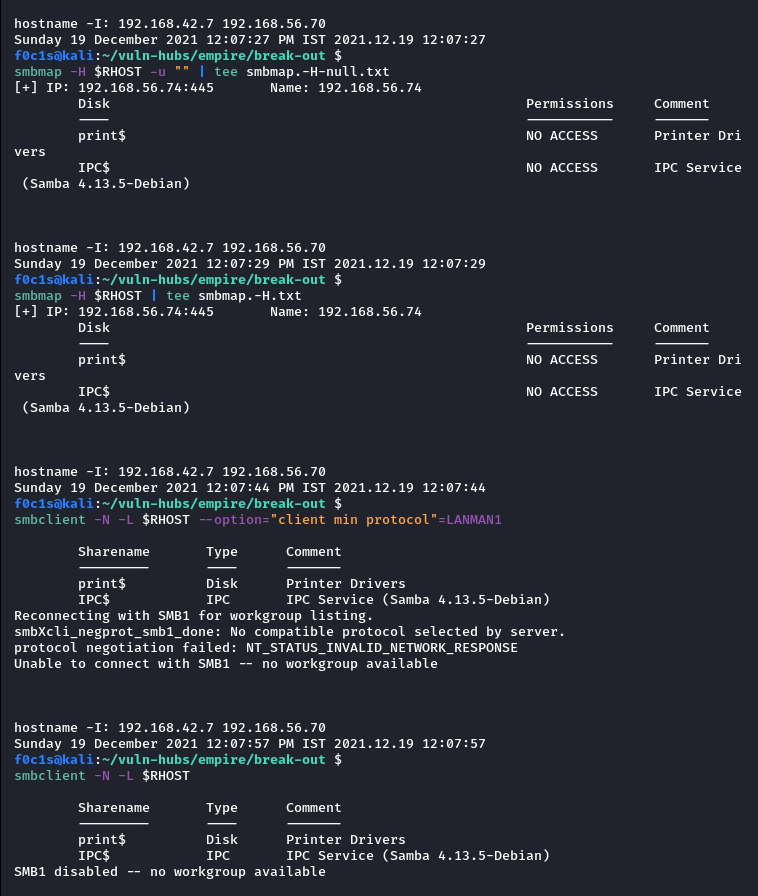 hostname -I: 192.168.42.7 192.168.56.70
Sunday 19 December 2021 12:07:27 PM IST 2021.12.19 12:07:27
f0c1s@kali:~/vuln-hubs/empire/break-out $
smbmap -H $RHOST -u "" | tee smbmap.-H-null.txt
[+] IP: 192.168.56.74:445       Name: 192.168.56.74
        Disk                                                    Permissions     Comment
        ----                                                    -----------     -------
        print$                                                  NO ACCESS       Printer Dri
vers
        IPC$                                                    NO ACCESS       IPC Service
 (Samba 4.13.5-Debian)
hostname -I: 192.168.42.7 192.168.56.70
Sunday 19 December 2021 12:07:29 PM IST 2021.12.19 12:07:29
f0c1s@kali:~/vuln-hubs/empire/break-out $
smbmap -H $RHOST | tee smbmap.-H.txt
[+] IP: 192.168.56.74:445       Name: 192.168.56.74
        Disk                                                    Permissions     Comment
        ----                                                    -----------     -------
        print$                                                  NO ACCESS       Printer Dri
vers
        IPC$                                                    NO ACCESS       IPC Service
 (Samba 4.13.5-Debian)
hostname -I: 192.168.42.7 192.168.56.70
Sunday 19 December 2021 12:07:44 PM IST 2021.12.19 12:07:44
f0c1s@kali:~/vuln-hubs/empire/break-out $
smbclient -N -L $RHOST --option="client min protocol"=LANMAN1
        Sharename       Type      Comment
        ---------       ----      -------
        print$          Disk      Printer Drivers
        IPC$            IPC       IPC Service (Samba 4.13.5-Debian)
Reconnecting with SMB1 for workgroup listing.
smbXcli_negprot_smb1_done: No compatible protocol selected by server.
protocol negotiation failed: NT_STATUS_INVALID_NETWORK_RESPONSE
Unable to connect with SMB1 -- no workgroup available
hostname -I: 192.168.42.7 192.168.56.70
Sunday 19 December 2021 12:07:57 PM IST 2021.12.19 12:07:57
f0c1s@kali:~/vuln-hubs/empire/break-out $
smbclient -N -L $RHOST
        Sharename       Type      Comment
        ---------       ----      -------
        print$          Disk      Printer Drivers
        IPC$            IPC       IPC Service (Samba 4.13.5-Debian)
SMB1 disabled -- no workgroup available